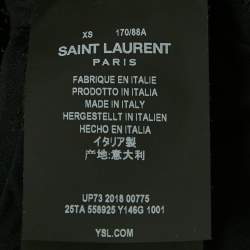 XS 170/88A
SAINT LAURENT
PARIS
FABRIQUE EN ITALIE
PRODOTTO IN ITALIA
MADE IN ITALY
HERGESTELLT IN ITALIEN
HECHO EN ITALIA
イタリア製
产地:意大利
UP73 2018 00775
25TA 558925 Y146G 1001
YSL.COM